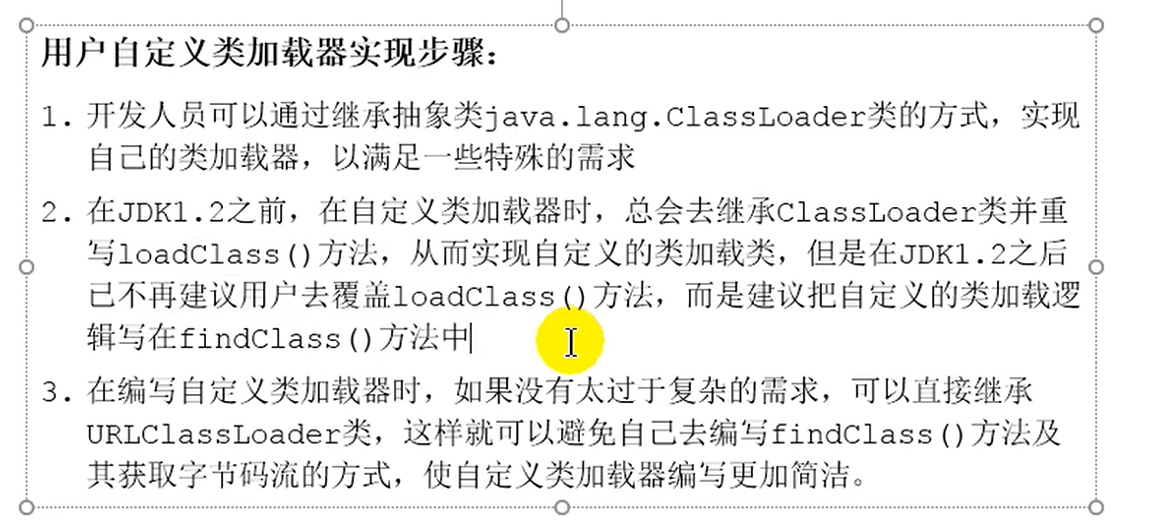 用户自定义类加载器实现步骤：
1. 开发人员可以通过继承抽象类java.lang.ClassLoader类的方式，实现
自己的类加载器，以满足一些特殊的需求
2. 在JDK1.2之前，在自定义类加载器时，总会去继承ClassLoader类并重
写loadClass()方法，从而实现自定义的类加载类，但是在JDK1.2之后
已不再建议用户去覆盖loadClass()方法，而是建议把自定义的类加载逻
辑写在findClass()方法中
3. 在编写自定义类加载器时，如果没有太过于复杂的需求，可以直接继承
URLClassLoader类，这样就可以避免自己去编写findClass()方法及
其获取字节码流的方式，使自定义类加载器编写更加简洁。